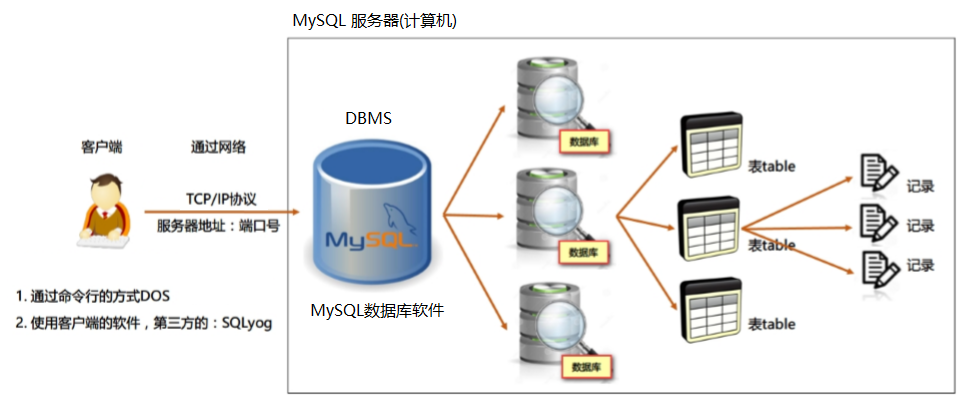 MySQL 服务器(计算机)
DBMS
客户端
通过网络
TCP/IP协议
服务器地址：端口号
MySQL
MySQL数据库软件
1. 通过命令行的方式DOS
2. 使用客户端的软件，第三方的：SQLyog
数据库
数据库
数据库
表table
表table
表table
记录
记录
记录